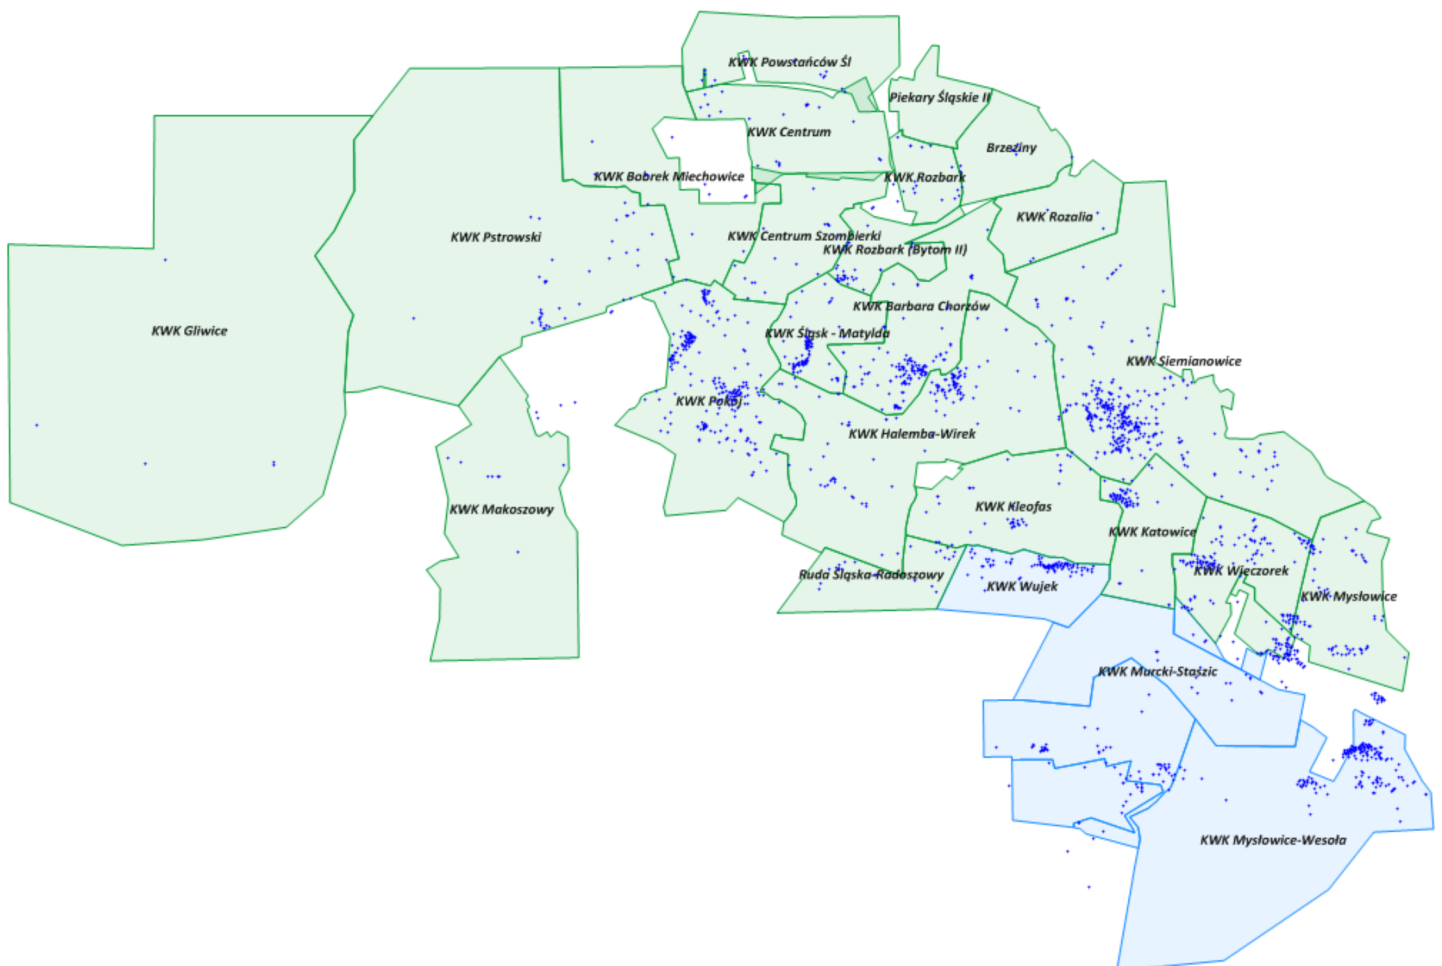 KWK Powstańców Śl
Piekary Śląskie II
KWK Centrum
Brzeziny
KWK Bobrek Miechowice
KWK Rozbark
KWK Rozalia
KWK Pstrowski
KWK Centrum Szombierki
KWK Rozbark (Bytom II)
KWK Barbara Chorzów
KWK Gliwice
KWK Śląsk - Matylda
KWK Siemianowice
KWK Pokój
KWK Halemba-Wirek
KWK Makoszowy
KWK Kleofas
KWK Katowice
Ruda Śląska-Radoszowy
KWK Wieczorek
KWK Wujek
KWK Mysłowice
KWK Murcki-Staszic
KWK Mysłowice-Wesoła